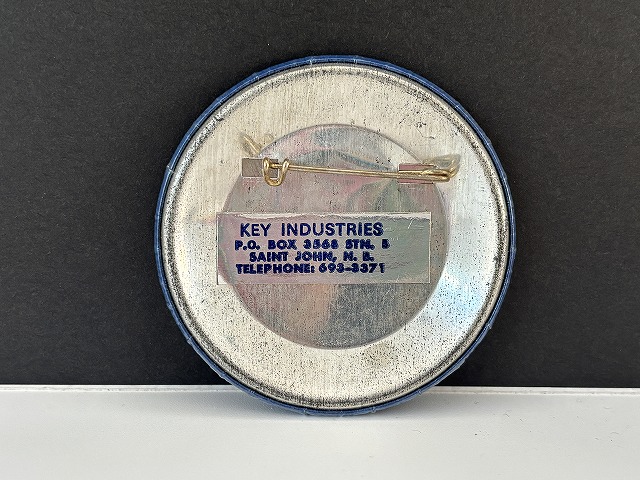 KEY INDUSTRIES
P.O. BOX 3568 STN. B
SAINT JOHN, N. B.
TELEPHONE: 693-3371